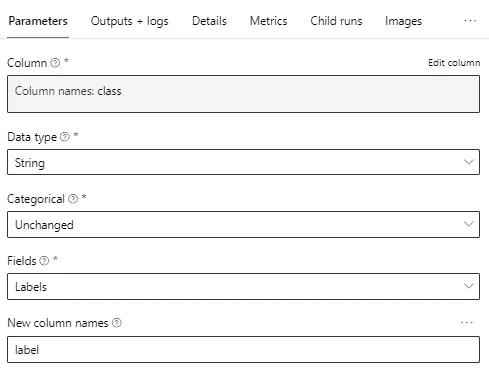 Parameters Outputs + logs Details Metrics Child runs Images ...
Column ? * Edit column
Column names: class
Data type ? *
String
Categorical ? *
Unchanged
Fields ? *
Labels
New column names ? ...
label